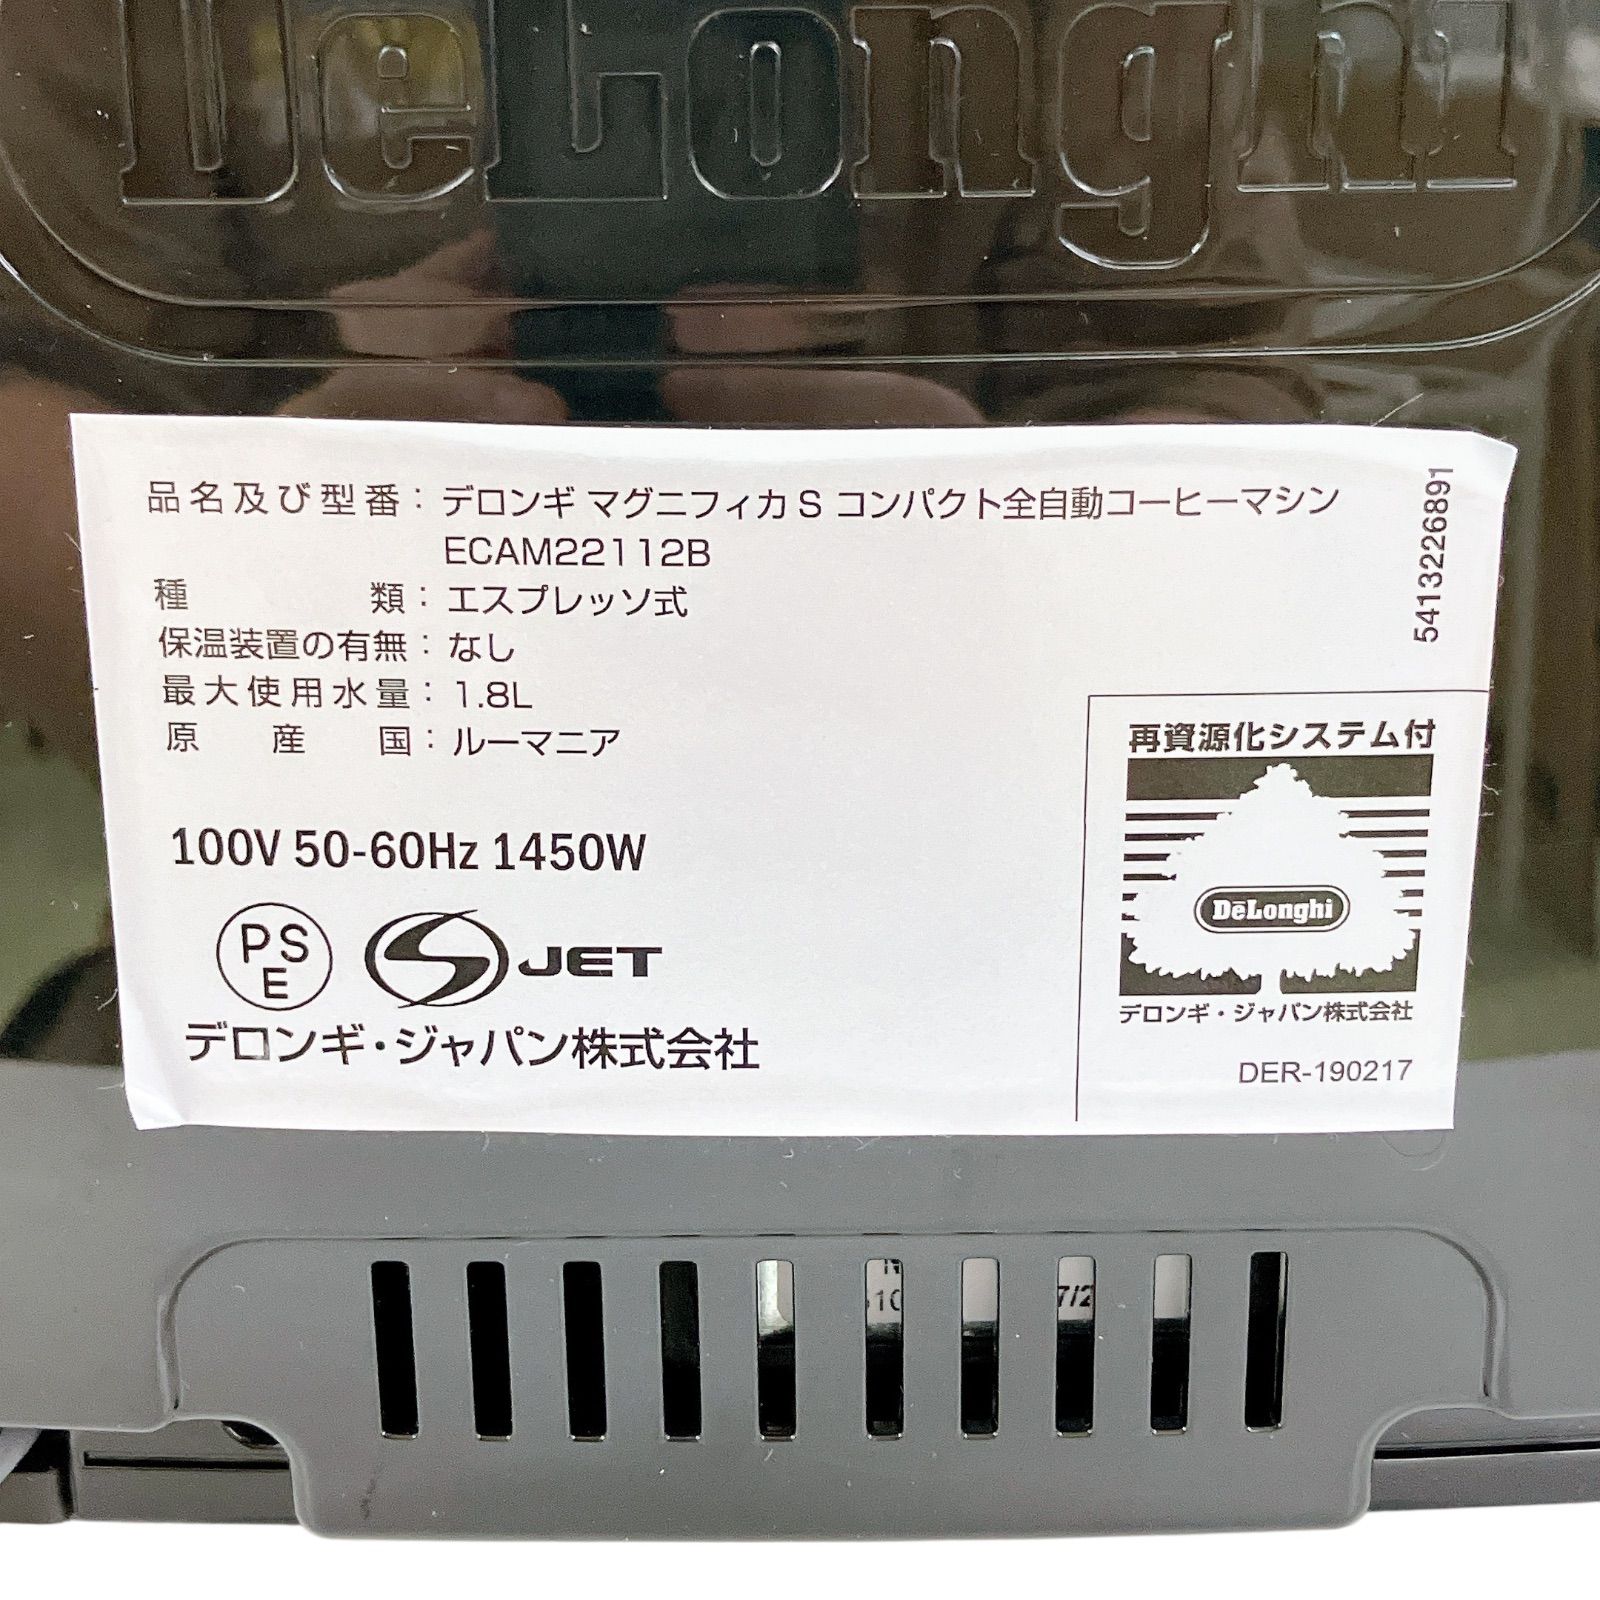 DeLonghi
品名及び型番：デロンギ マグニフィカ S コンパクト全自動コーヒーマシン
ECAM22112B
種類：エスプレッソ式
保温装置の有無：なし
最大使用水量：1.8L
原産国：ルーマニア
100V 50-60Hz 1450W
PSE
S JET
デロンギ・ジャパン株式会社
5413226891
再資源化システム付
DeLonghi
デロンギ・ジャパン株式会社
DER-190217
7/2